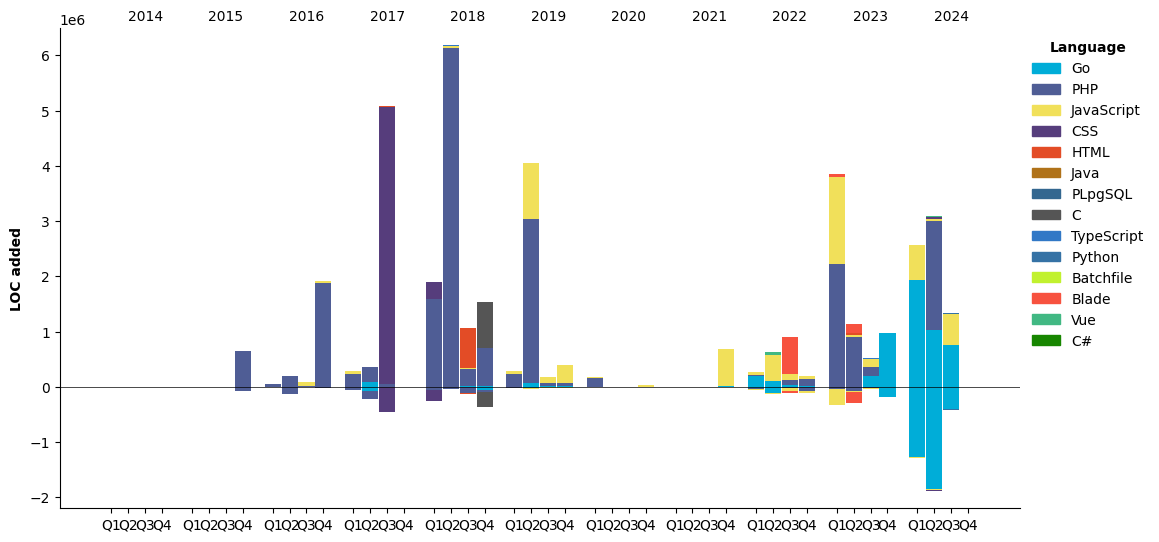 1e6
2014 2015 2016 2017 2018 2019 2020 2021 2022 2023 2024
LOC added
6
5
4
3
2
1
0
−1
−2
Q1Q2Q3Q4 Q1Q2Q3Q4 Q1Q2Q3Q4 Q1Q2Q3Q4 Q1Q2Q3Q4 Q1Q2Q3Q4 Q1Q2Q3Q4 Q1Q2Q3Q4 Q1Q2Q3Q4 Q1Q2Q3Q4 Q1Q2Q3Q4
Language
Go
PHP
JavaScript
CSS
HTML
Java
PLpgSQL
C
TypeScript
Python
Batchfile
Blade
Vue
C#